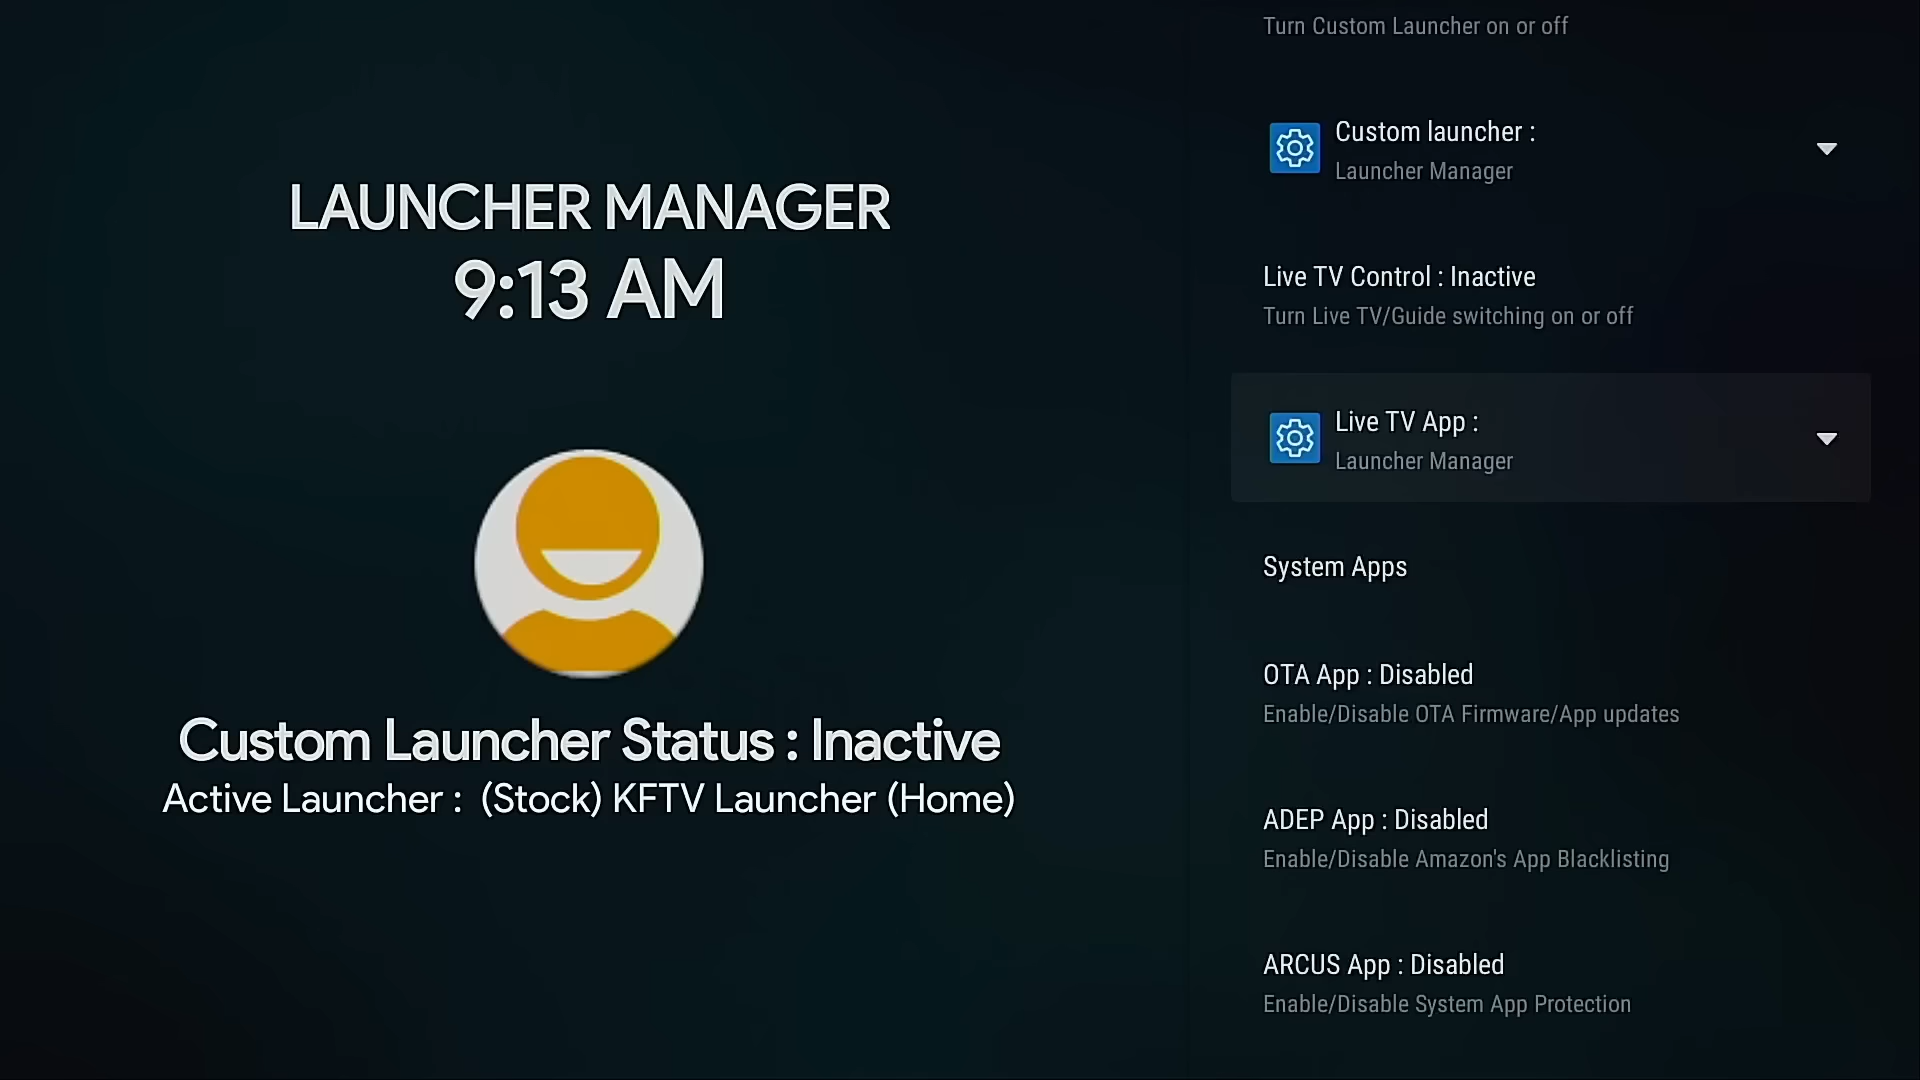 LAUNCHER MANAGER
9:13 AM
Custom Launcher Status : Inactive
Active Launcher :  (Stock) KFTV Launcher (Home)
Turn Custom Launcher on or off
Custom launcher :
Launcher Manager
Live TV Control : Inactive
Turn Live TV/Guide switching on or off
Live TV App :
Launcher Manager
System Apps
OTA App : Disabled
Enable/Disable OTA Firmware/App updates
ADEP App : Disabled
Enable/Disable Amazon's App Blacklisting
ARCUS App : Disabled
Enable/Disable System App Protection